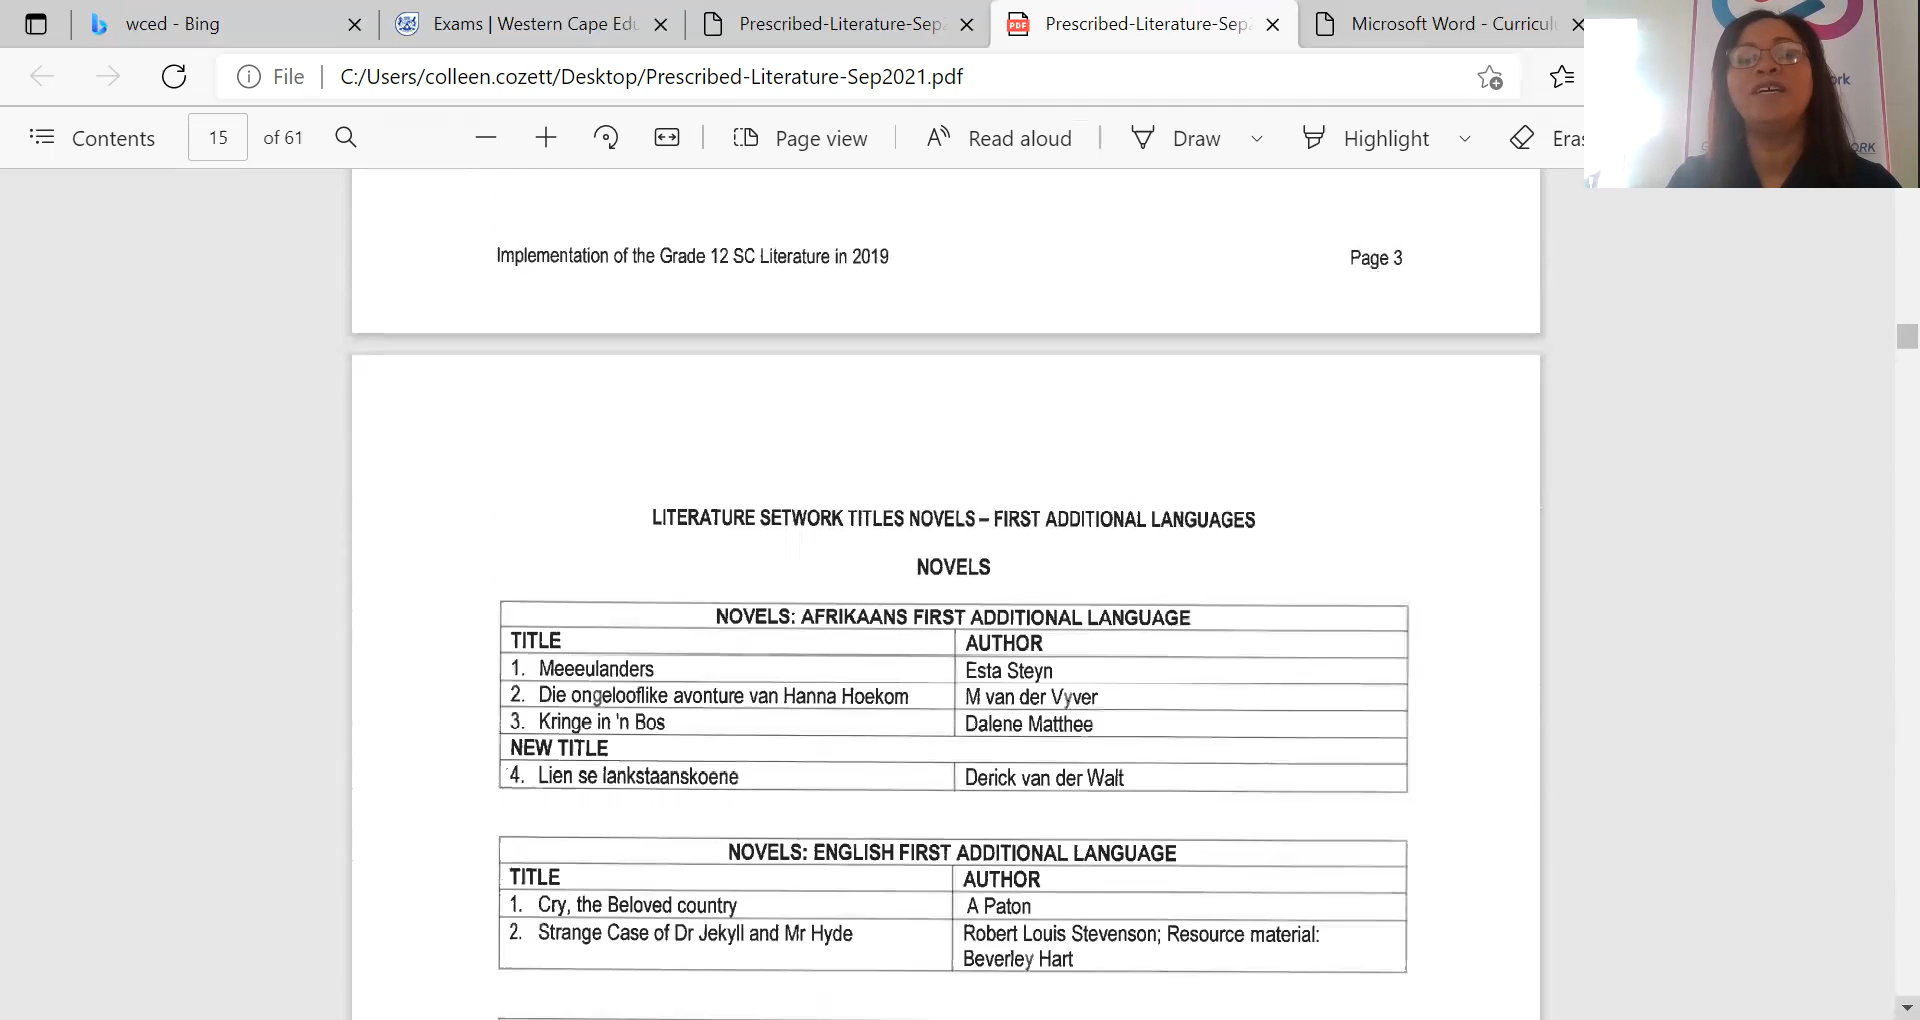 wced - Bing
Exams | Western Cape Edu
Prescribed-Literature-Sep2
Prescribed-Literature-Sep2
Microsoft Word - Curricul
File
C:/Users/colleen.cozett/Desktop/Prescribed-Literature-Sep2021.pdf
Contents
15 of 61
Page view
Read aloud
Draw
Highlight
Eras
ork
ORK
Implementation of the Grade 12 SC Literature in 2019 Page 3
LITERATURE SETWORK TITLES NOVELS – FIRST ADDITIONAL LANGUAGES
NOVELS
NOVELS: AFRIKAANS FIRST ADDITIONAL LANGUAGE
TITLE AUTHOR
1. Meeeulanders Esta Steyn
2. Die ongelooflike avonture van Hanna Hoekom M van der Vyver
3. Kringe in 'n Bos Dalene Matthee
NEW TITLE
4. Lien se lankstaanskoene Derick van der Walt
NOVELS: ENGLISH FIRST ADDITIONAL LANGUAGE
TITLE AUTHOR
1. Cry, the Beloved country A Paton
2. Strange Case of Dr Jekyll and Mr Hyde Robert Louis Stevenson; Resource material:
Beverley Hart